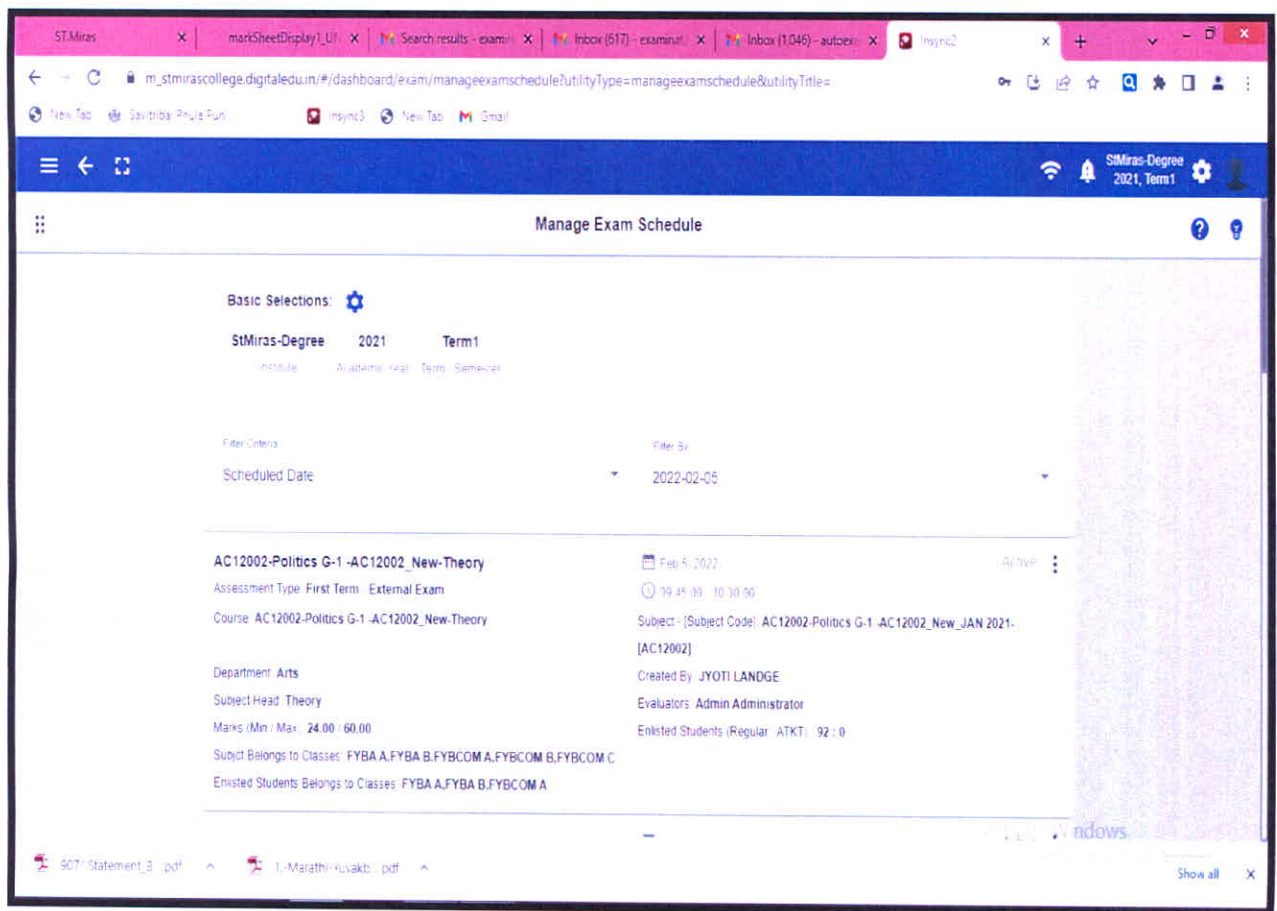 ST.Miras
markSheetDisplay1_UN
Search results - examin
Inbox (617) - examinat
Inbox (1,046) - autoexa
Insync2
m_stmirascollege.digitaledu.in/#/dashboard/exam/manageexamschedule?utilityType=manageexamschedule&utilityTitle=
New Tab
Savitribai Phule Pun
Insync3
New Tab
Gmail
StMiras-Degree
2021, Term1
Manage Exam Schedule
Basic Selections:
StMiras-Degree 2021 Term1
Institute Academic Year Term Semester
Filter Criteria
Filter By
Scheduled Date
2022-02-05
AC12002-Politics G-1 -AC12002_New-Theory
Feb 5, 2022
Active
Assessment Type First Term External Exam
09:45:00 10:30:00
Course AC12002-Politics G-1 -AC12002_New-Theory
Subject - [Subject Code] AC12002-Politics G-1 -AC12002_New_JAN 2021-
[AC12002]
Department Arts
Created By JYOTI LANDGE
Subject Head Theory
Evaluators Admin Administrator
Marks (Min / Max) 24.00 / 60.00
Enlisted Students (Regular ATKT) 92 : 0
Subjct Belongs to Classes FYBA A,FYBA B,FYBCOM A,FYBCOM B,FYBCOM C
Enlisted Students Belongs to Classes FYBA A,FYBA B,FYBCOM A
ndows
Statement_B....pdf
1.-Marathi-Yuvakb....pdf
Show all